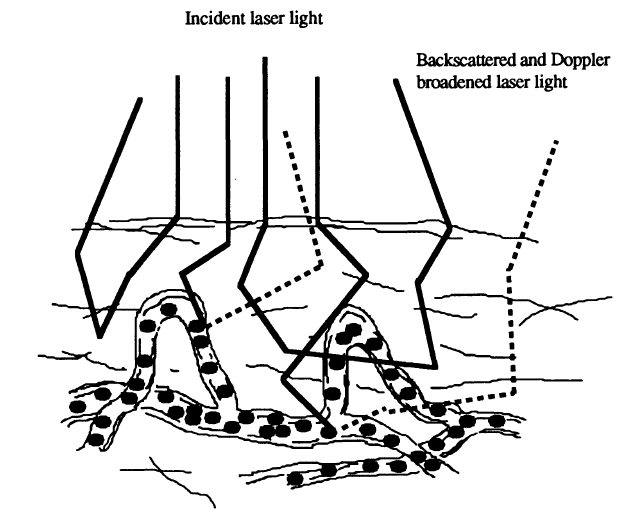 Incident laser light
Backscattered and Doppler
broadened laser light